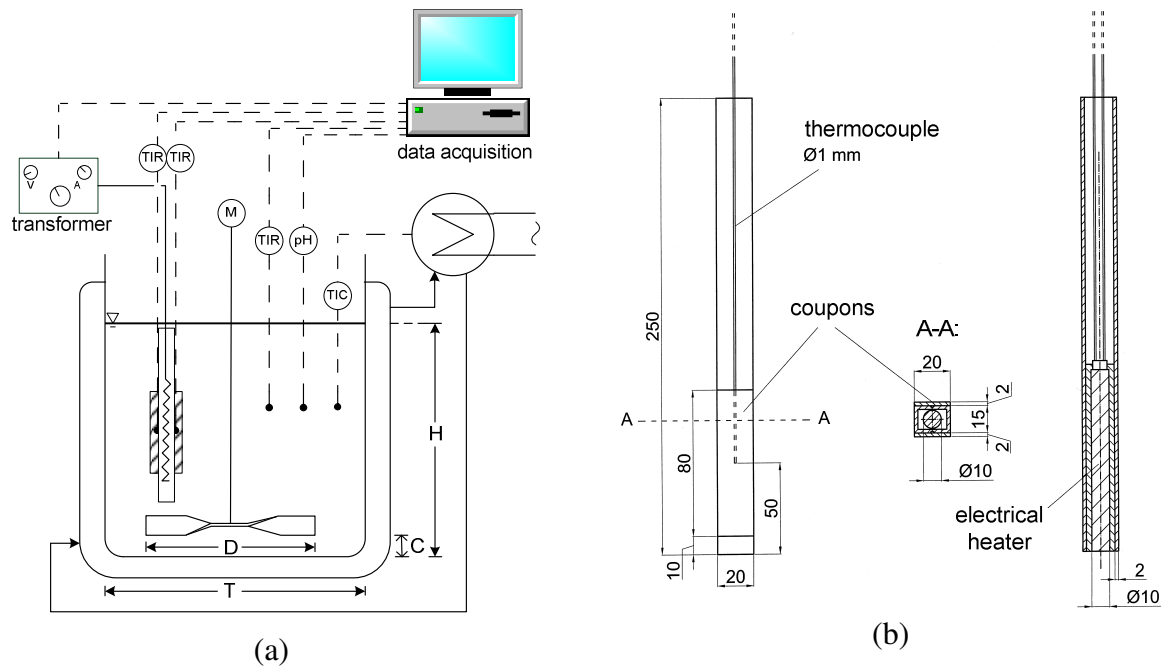 data acquisition
TIR
TIR
V
A
transformer
M
TIR
pH
TIC
H
D
C
T
(a)
thermocouple
Ø1 mm
250
coupons
A-A:
20
2
15
2
Ø10
A
A
80
50
10
20
electrical
heater
2
Ø10
(b)